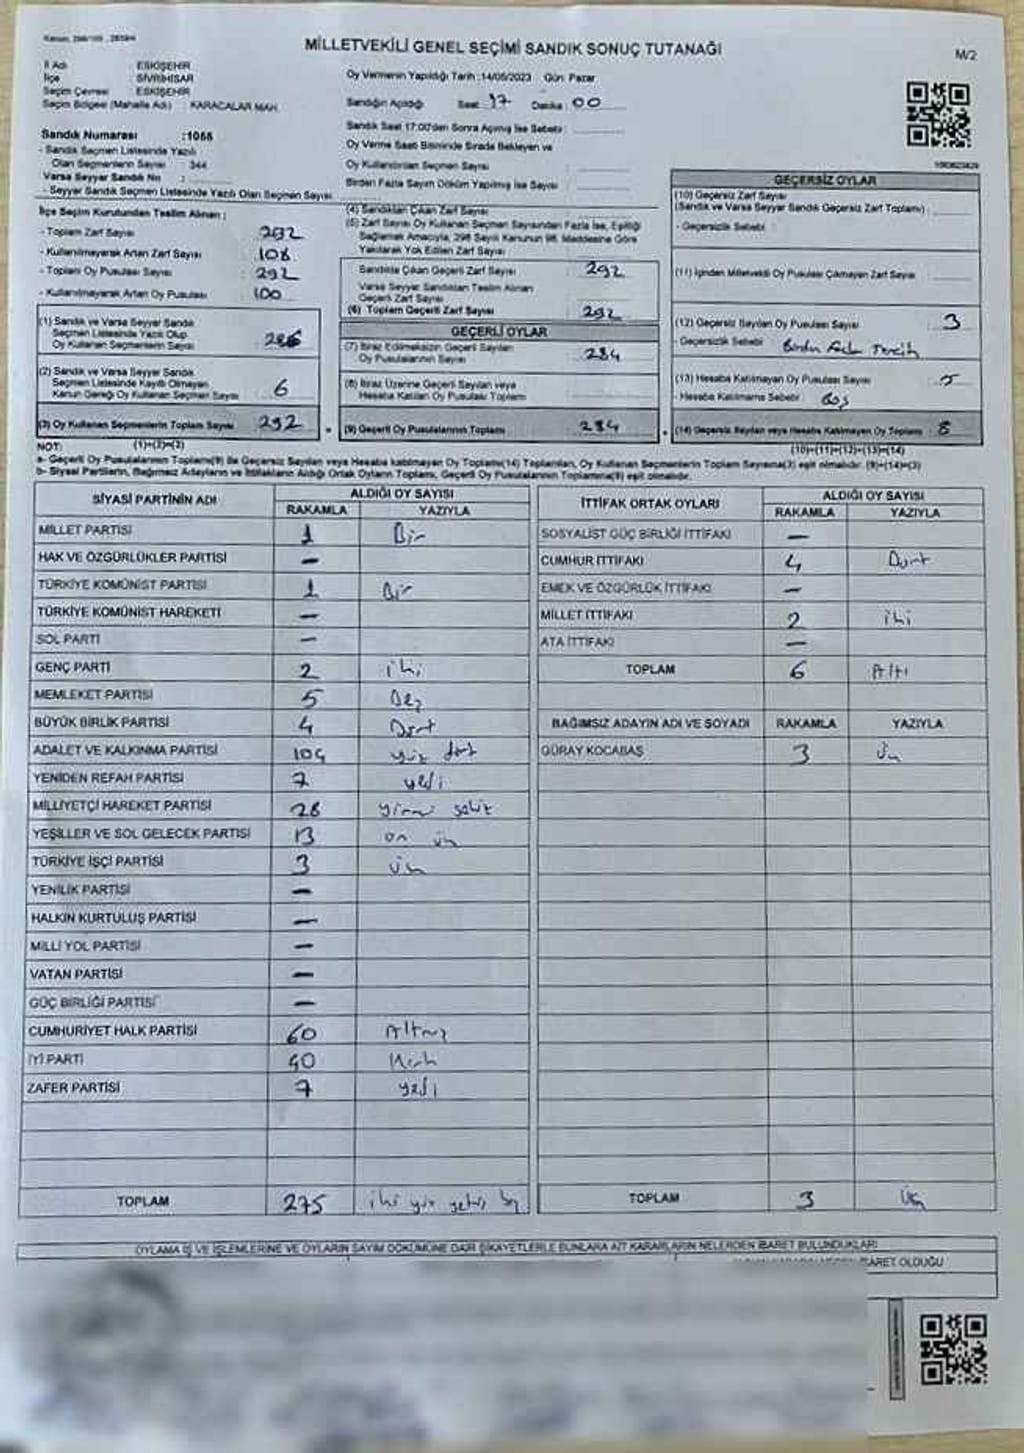 MİLLETVEKİLİ GENEL SEÇİMİ SANDIK SONUÇ TUTANAĞI
M/2
İl Adı : ESKİŞEHİR
İlçe : SİVRİHİSAR
Seçim Çevresi : ESKİŞEHİR
Seçim Bölgesi (Mahalle Adı) : KARACALAR MAH.
Sandık Numarası :1066
- Sandık Seçmen Listesinde Yazılı
Olan Seçmenlerin Sayısı : 344
Varsa Seyyar Sandık No :
- Seyyar Sandık Seçmen Listesinde Yazılı Olan Seçmen Sayısı
Oy Vermenin Yapıldığı Tarih :14/05/2023 Gün: Pazar
Sandığın Açıldığı Saat: 17 Dakika: 00
Sandık Saat 17:00'den Sonra Açılmış İse Sebebi :
Oy Verme Saati Bitiminde Sırada Bekleyen ve
Oy Kullandırılan Seçmen Sayısı
Birden Fazla Sayım Döküm Yapılmış İse Sayısı
İlçe Seçim Kurulundan Teslim Alınan :
- Toplam Zarf Sayısı
- Kullanılmayarak Artan Zarf Sayısı : 108
- Toplam Oy Pusulası Sayısı : 292
- Kullanılmayarak Artan Oy Pusulası : 100
(1) Sandık ve Varsa Seyyar Sandık
Seçmen Listesinde Yazılı Olup
Oy Kullanan Seçmenlerin Sayısı 286
(2) Sandık ve Varsa Seyyar Sandık
Seçmen Listesinde Kayıtlı Olmayan
Kanun Gereği Oy Kullanan Seçmen Sayısı 6
(3) Oy Kullanan Seçmenlerin Toplam Sayısı 292
(4) Sandıktan Çıkan Zarf Sayısı
(5) Zarf Sayısı Oy Kullanan Seçmen Sayısından Fazla İse, Eşitliği
Sağlamak Amacıyla, 298 Sayılı Kanunun 98. Maddesine Göre
Yakılarak Yok Edilen Zarf Sayısı
Sandıkta Çıkan Geçerli Zarf Sayısı : 292
Varsa Seyyar Sandıktan Teslim Alınan
Geçerli Zarf Sayısı
(6) Toplam Geçerli Zarf Sayısı : 292
GEÇERLİ OYLAR
(7) İtiraz Edilmeksizin Geçerli Sayılan
Oy Pusulalarının Sayısı : 284
(8) İtiraz Üzerine Geçerli Sayılan veya
Hesaba Katılan Oy Pusulaları Toplamı
(9) Geçerli Oy Pusulalarının Toplamı : 284
GEÇERSİZ OYLAR
(10) Geçersiz Zarf Sayısı
(Sandık ve Varsa Seyyar Sandık Geçersiz Zarf Toplamı) :
- Geçersizlik Sebebi :
(11) İçinden Milletvekili Oy Pusulası Çıkmayan Zarf Sayısı
(12) Geçersiz Sayılan Oy Pusulası Sayısı : 3
- Geçersizlik Sebebi : Birden Fazla Tercih
(13) Hesaba Katılmayan Oy Pusulası Sayısı : 5
- Hesaba Katılmama Sebebi : Boş
(14) Geçersiz Sayılan veya Hesaba Katılmayan Oy Toplamı 8
NOT: (1)+(2)=(3)
(10)+(11)+(12)+(13)=(14)
a- Geçerli Oy Pusulalarının Toplamı(9) ile Geçersiz Sayılan veya Hesaba katılmayan Oy Toplamı(14) Toplamları, Oy Kullanan Seçmenlerin Toplam Sayısına(3) eşit olmalıdır. (9)+(14)=(3)
b- Siyasi Partilerin, Bağımsız Adayların ve İttifakların Aldığı Ortak Oyların Toplamı, Geçerli Oy Pusulalarının Toplamına(9) eşit olmalıdır.
SİYASİ PARTİNİN ADI ALDIĞI OY SAYISI
RAKAMLA YAZIYLA
MİLLET PARTİSİ 1 Bir
HAK VE ÖZGÜRLÜKLER PARTİSİ —
TÜRKİYE KOMÜNİST PARTİSİ 1 Bir
TÜRKİYE KOMÜNİST HAREKETİ —
SOL PARTİ —
GENÇ PARTİ 2 iki
MEMLEKET PARTİSİ 5 Beş
BÜYÜK BİRLİK PARTİSİ 4 Dört
ADALET VE KALKINMA PARTİSİ 104 yüz dört
YENİDEN REFAH PARTİSİ 7 yedi
MİLLİYETÇİ HAREKET PARTİSİ 28 yirmi sekiz
YEŞİLLER VE SOL GELECEK PARTİSİ 13 on üç
TÜRKİYE İŞÇİ PARTİSİ 3 üç
YENİLİK PARTİSİ —
HALKIN KURTULUŞ PARTİSİ —
MİLLİ YOL PARTİSİ —
VATAN PARTİSİ —
GÜÇ BİRLİĞİ PARTİSİ —
CUMHURİYET HALK PARTİSİ 60 Altmış
İYİ PARTİ 40 Kırk
ZAFER PARTİSİ 7 yedi
TOPLAM 275 iki yüz yetmiş beş
İTTİFAK ORTAK OYLARI ALDIĞI OY SAYISI
RAKAMLA YAZIYLA
SOSYALİST GÜÇ BİRLİĞİ İTTİFAKI —
CUMHUR İTTİFAKI 4 Dört
EMEK VE ÖZGÜRLÜK İTTİFAKI —
MİLLET İTTİFAKI 2 iki
ATA İTTİFAKI —
TOPLAM 6 Altı
BAĞIMSIZ ADAYIN ADI VE SOYADI RAKAMLA YAZIYLA
GÜRAY KOCABAŞ 3 üç
TOPLAM 3 üç
OYLAMA İŞ VE İŞLEMLERİNE VE OYLARIN SAYIM DÖKÜMÜNE DAİR ŞİKAYETLERLE BUNLARA AİT KARARLARIN NELERDEN İBARET BULUNDUKLARI
İBARET OLDUĞU